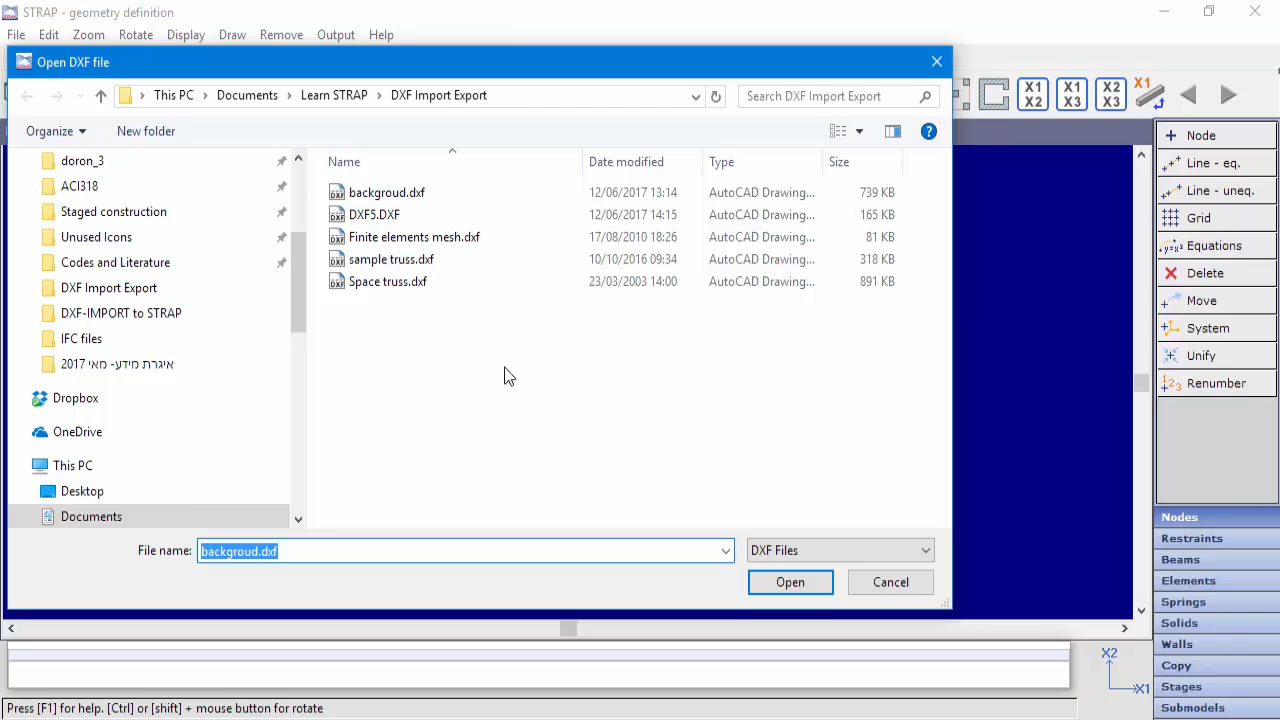 STRAP - geometry definition
File Edit Zoom Rotate Display Draw Remove Output Help
Open DXF file
This PC > Documents > Learn STRAP > DXF Import Export
Search DXF Import Export
X1 X2
X1 X3
X2 X3
X1
Organize
New folder
doron_3
ACI318
Staged construction
Unused Icons
Codes and Literature
DXF Import Export
DXF-IMPORT to STRAP
IFC files
איגרת מידע- מאי 2017
Dropbox
OneDrive
This PC
Desktop
Documents
Name Date modified Type Size
backgroud.dxf 12/06/2017 13:14 AutoCAD Drawing... 739 KB
DXF5.DXF 12/06/2017 14:15 AutoCAD Drawing... 165 KB
Finite elements mesh.dxf 17/08/2010 18:26 AutoCAD Drawing... 81 KB
sample truss.dxf 10/10/2016 09:34 AutoCAD Drawing... 318 KB
Space truss.dxf 23/03/2003 14:00 AutoCAD Drawing... 891 KB
File name: backgroud.dxf
DXF Files
Open
Cancel
Node
Line - eq.
Line - uneq.
Grid
Equations
Delete
Move
System
Unify
Renumber
Nodes
Restraints
Beams
Elements
Springs
Solids
Walls
Copy
Stages
Submodels
X2
X1
Press [F1] for help. [Ctrl] or [shift] + mouse button for rotate